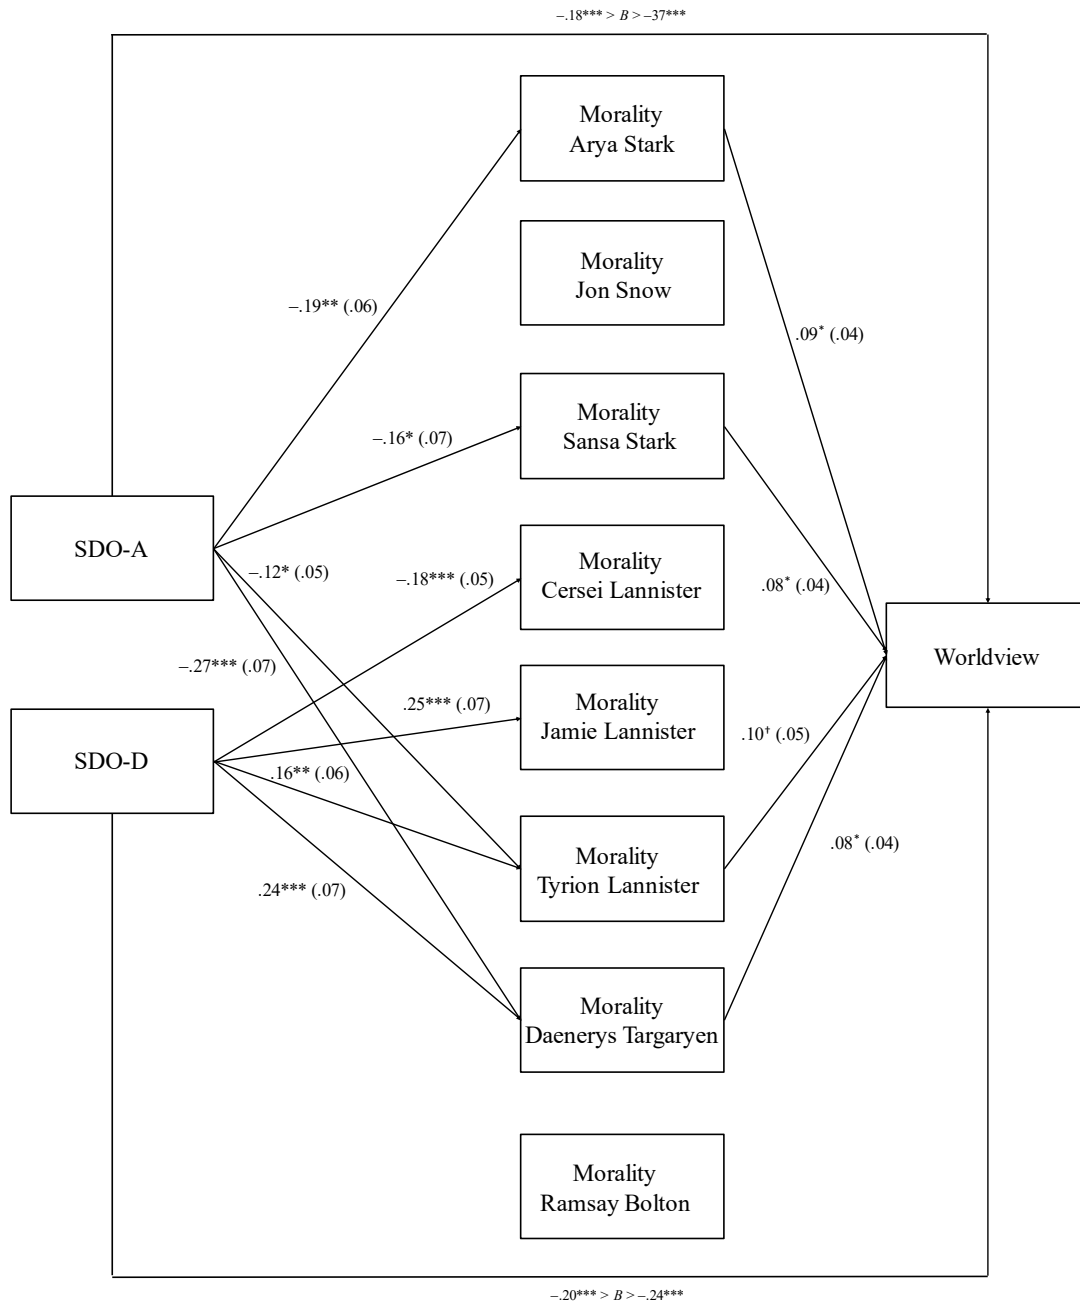 –.18*** > B > –37***
Morality
Arya Stark
Morality
Jon Snow
–.19** (.06)
.09* (.04)
Morality
Sansa Stark
–.16* (.07)
SDO-A
–.12* (.05)
–.18*** (.05)
Morality
Cersei Lannister
.08* (.04)
Worldview
–.27*** (.07)
.25*** (.07)
Morality
Jamie Lannister
.10† (.05)
SDO-D
.16** (.06)
Morality
Tyrion Lannister
.08* (.04)
.24*** (.07)
Morality
Daenerys Targaryen
Morality
Ramsay Bolton
–.20*** > B > –.24***